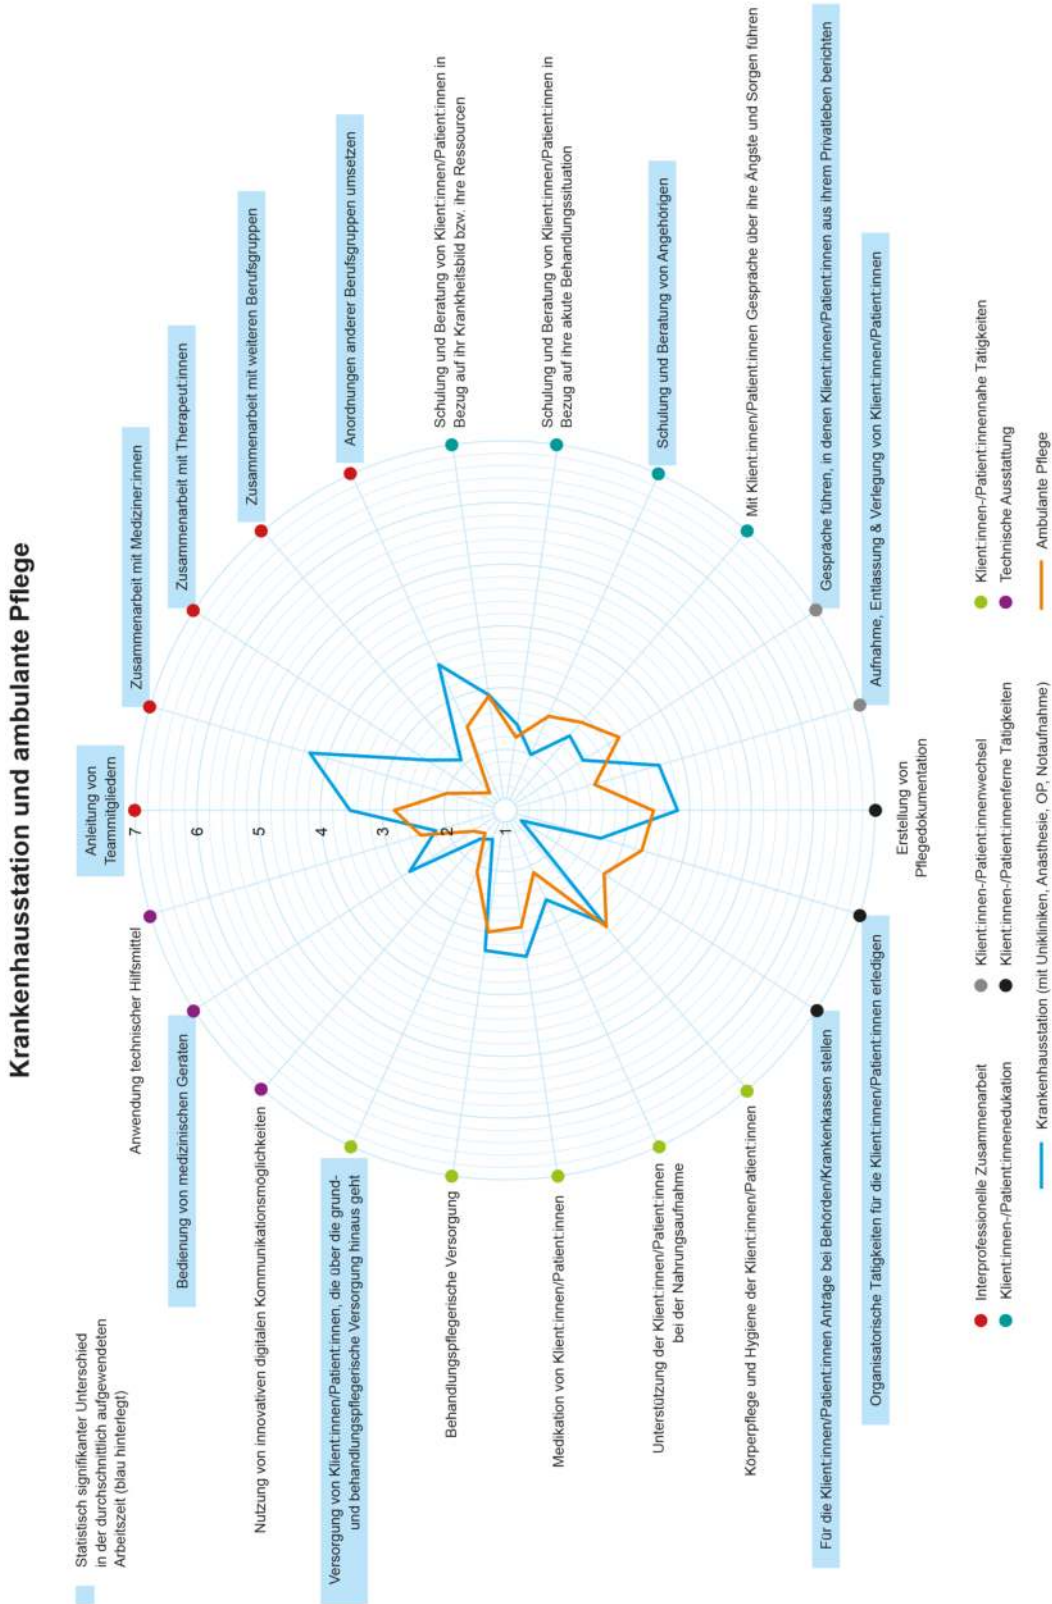 Krankenhausstation und ambulante Pflege
Statistisch signifikanter Unterschied
in der durchschnittlich aufgewendeten
Arbeitszeit (blau hinterlegt)
Anleitung von
Teammitgliedern
Zusammenarbeit mit Mediziner:innen
Zusammenarbeit mit Therapeut:innen
Zusammenarbeit mit weiteren Berufsgruppen
Anordnungen anderer Berufsgruppen umsetzen
Schulung und Beratung von Klient:innen/Patient:innen in
Bezug auf ihr Krankheitsbild bzw. ihre Ressourcen
Schulung und Beratung von Klient:innen/Patient:innen in
Bezug auf ihre akute Behandlungssituation
Schulung und Beratung von Angehörigen
Mit Klient:innen/Patient:innen Gespräche über ihre Ängste und Sorgen führen
Gespräche führen, in denen Klient:innen/Patient:innen aus ihrem Privatleben berichten
Aufnahme, Entlassung & Verlegung von Klient:innen/Patient:innen
Erstellung von
Pflegedokumentation
Organisatorische Tätigkeiten für die Klient:innen/Patient:innen erledigen
Für die Klient:innen/Patient:innen Anträge bei Behörden/Krankenkassen stellen
Körperpflege und Hygiene der Klient:innen/Patient:innen
Unterstützung der Klient:innen/Patient:innen
bei der Nahrungsaufnahme
Medikation von Klient:innen/Patient:innen
Behandlungspflegerische Versorgung
Versorgung von Klient:innen/Patient:innen, die über die grund-
und behandlungspflegerische Versorgung hinaus geht
Nutzung von innovativen digitalen Kommunikationsmöglichkeiten
Bedienung von medizinischen Geräten
Anwendung technischer Hilfsmittel
7
6
5
4
3
2
1
Interprofessionelle Zusammenarbeit
Klient:innen-/Patient:innenwechsel
Klient:innen-/Patient:innennahe Tätigkeiten
Klient:innen-/Patient:innenedukation
Klient:innen-/Patient:innenferne Tätigkeiten
Technische Ausstattung
Krankenhausstation (mit Unikliniken, Anästhesie, OP, Notaufnahme)
Ambulante Pflege